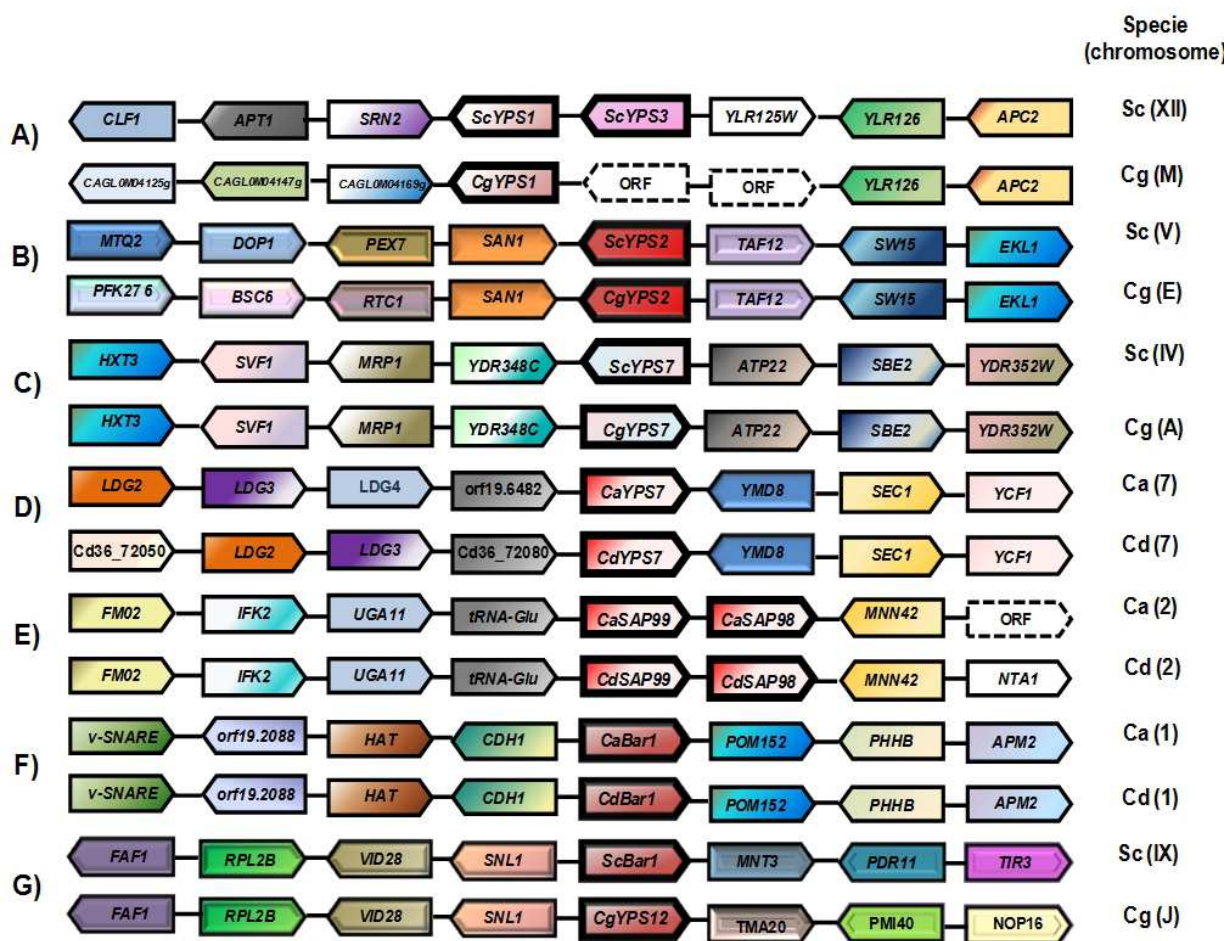 Specie
(chromosome)
A)
CLF1 APT1 SRN2 ScYPS1 ScYPS3 YLR125W YLR126 APC2 Sc (XII)
CAGL0M04125g CAGL0M04147g CAGL0M04169g CgYPS1 ORF ORF YLR126 APC2 Cg (M)
B)
MTQ2 DOP1 PEX7 SAN1 ScYPS2 TAF12 SW15 EKL1 Sc (V)
PFK27 6 BSC6 RTC1 SAN1 CgYPS2 TAF12 SW15 EKL1 Cg (E)
C)
HXT3 SVF1 MRP1 YDR348C ScYPS7 ATP22 SBE2 YDR352W Sc (IV)
HXT3 SVF1 MRP1 YDR348C CgYPS7 ATP22 SBE2 YDR352W Cg (A)
D)
LDG2 LDG3 LDG4 orf19.6482 CaYPS7 YMD8 SEC1 YCF1 Ca (7)
Cd36_72050 LDG2 LDG3 Cd36_72080 CdYPS7 YMD8 SEC1 YCF1 Cd (7)
E)
FM02 IFK2 UGA11 tRNA-Glu CaSAP99 CaSAP98 MNN42 ORF Ca (2)
FM02 IFK2 UGA11 tRNA-Glu CdSAP99 CdSAP98 MNN42 NTA1 Cd (2)
F)
v-SNARE orf19.2088 HAT CDH1 CaBar1 POM152 PHHB APM2 Ca (1)
v-SNARE orf19.2088 HAT CDH1 CdBar1 POM152 PHHB APM2 Cd (1)
G)
FAF1 RPL2B VID28 SNL1 ScBar1 MNT3 PDR11 TIR3 Sc (IX)
FAF1 RPL2B VID28 SNL1 CgYPS12 TMA20 PMI40 NOP16 Cg (J)